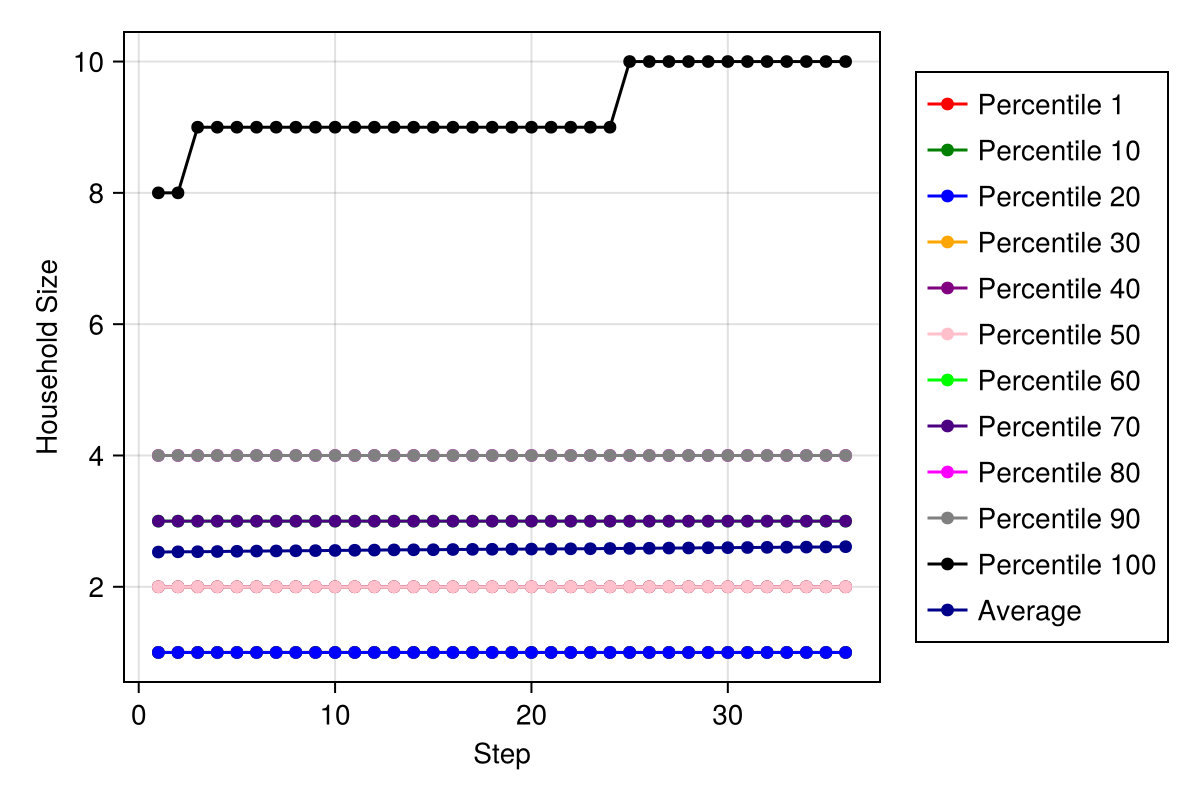 10
8
6
4
2
Household Size
0 10 20 30
Step
Percentile 1
Percentile 10
Percentile 20
Percentile 30
Percentile 40
Percentile 50
Percentile 60
Percentile 70
Percentile 80
Percentile 90
Percentile 100
Average